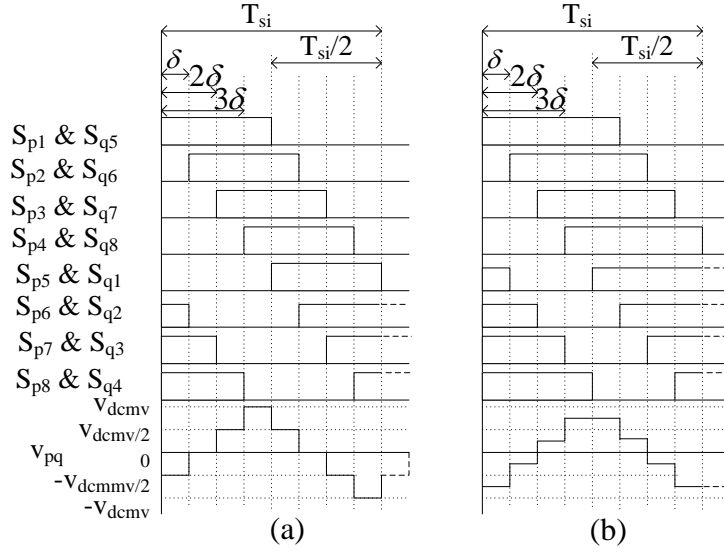 T_si T_si
T_si/2 T_si/2
δ δ
2δ 2δ
3δ 3δ
S_p1 & S_q5
S_p2 & S_q6
S_p3 & S_q7
S_p4 & S_q8
S_p5 & S_q1
S_p6 & S_q2
S_p7 & S_q3
S_p8 & S_q4
v_dcmv
v_dcmv/2
v_pq 0
-v_dcmmv/2
-v_dcmv
(a) (b)